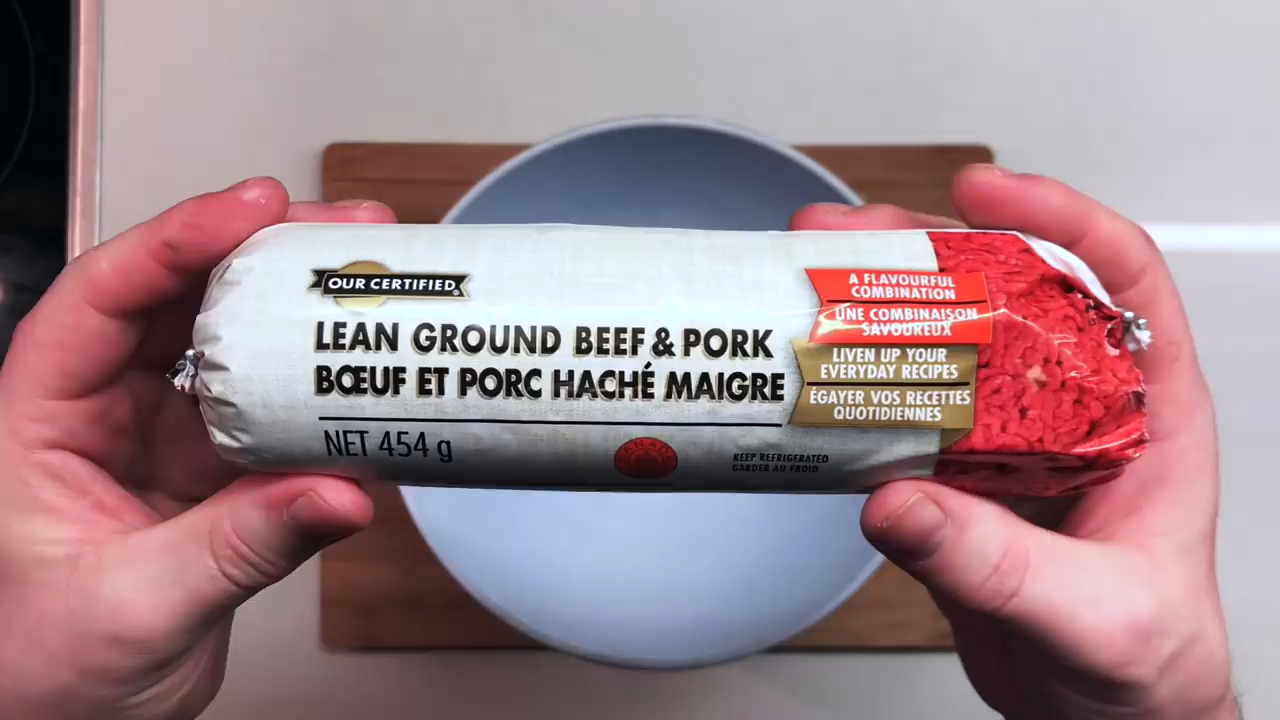 OUR CERTIFIED
LEAN GROUND BEEF & PORK
BŒUF ET PORC HACHÉ MAIGRE
NET 454 g
CANADA
KEEP REFRIGERATED
GARDER AU FROID
A FLAVOURFUL
COMBINATION
UNE COMBINAISON
SAVOUREUX
LIVEN UP YOUR
EVERYDAY RECIPES
ÉGAYER VOS RECETTES
QUOTIDIENNES